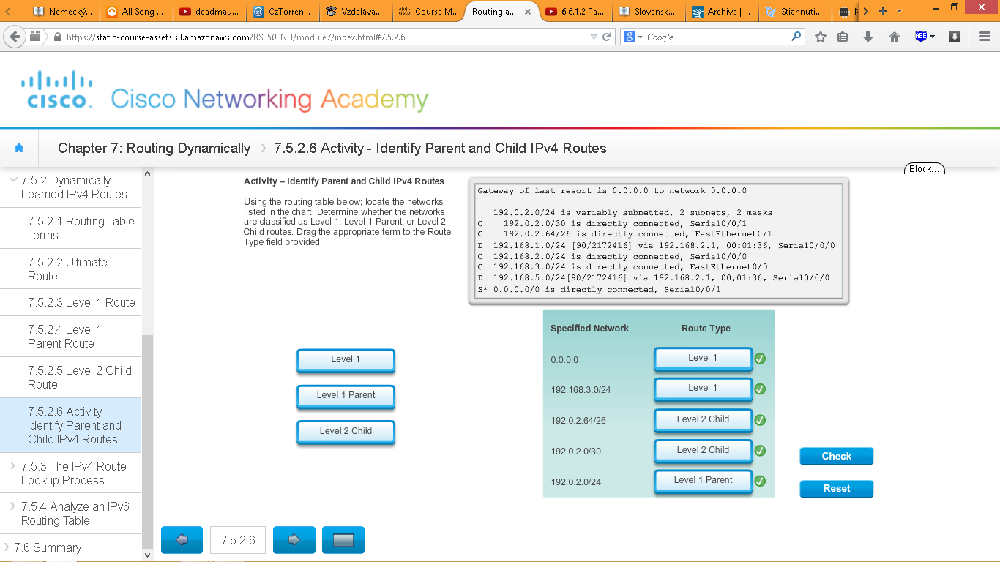 Nemecký...
All Song ...
deadmau...
CzTorren...
Vzdeláva...
Course M...
Routing a...
6.6.1.2 Pa...
Slovensk...
Archive | ...
Stiahnuti...
https://static-course-assets.s3.amazonaws.com/RSE50ENU/module7/index.html#7.5.2.6
Google
CISCO
Cisco Networking Academy
Chapter 7: Routing Dynamically
7.5.2.6 Activity - Identify Parent and Child IPv4 Routes
Block...
7.5.2 Dynamically
Learned IPv4 Routes
7.5.2.1 Routing Table
Terms
7.5.2.2 Ultimate
Route
7.5.2.3 Level 1 Route
7.5.2.4 Level 1
Parent Route
7.5.2.5 Level 2 Child
Route
7.5.2.6 Activity -
Identify Parent and
Child IPv4 Routes
7.5.3 The IPv4 Route
Lookup Process
7.5.4 Analyze an IPv6
Routing Table
7.6 Summary
Activity – Identify Parent and Child IPv4 Routes
Using the routing table below; locate the networks
listed in the chart. Determine whether the networks
are classified as Level 1, Level 1 Parent, or Level 2
Child routes. Drag the appropriate term to the Route
Type field provided.
Gateway of last resort is 0.0.0.0 to network 0.0.0.0
192.0.2.0/24 is variably subnetted, 2 subnets, 2 masks
C 192.0.2.0/30 is directly connected, Serial0/0/1
C 192.0.2.64/26 is directly connected, FastEthernet0/1
D 192.168.1.0/24 [90/2172416] via 192.168.2.1, 00:01:36, Serial0/0/0
C 192.168.2.0/24 is directly connected, Serial0/0/0
C 192.168.3.0/24 is directly connected, FastEthernet0/0
D 192.168.5.0/24[90/2172416] via 192.168.2.1, 00;01:36, Serial0/0/0
S* 0.0.0.0/0 is directly connected, Serial0/0/1
Level 1
Level 1 Parent
Level 2 Child
Specified Network Route Type
0.0.0.0 Level 1
192.168.3.0/24 Level 1
192.0.2.64/26 Level 2 Child
192.0.2.0/30 Level 2 Child
192.0.2.0/24 Level 1 Parent
Check
Reset
7.5.2.6